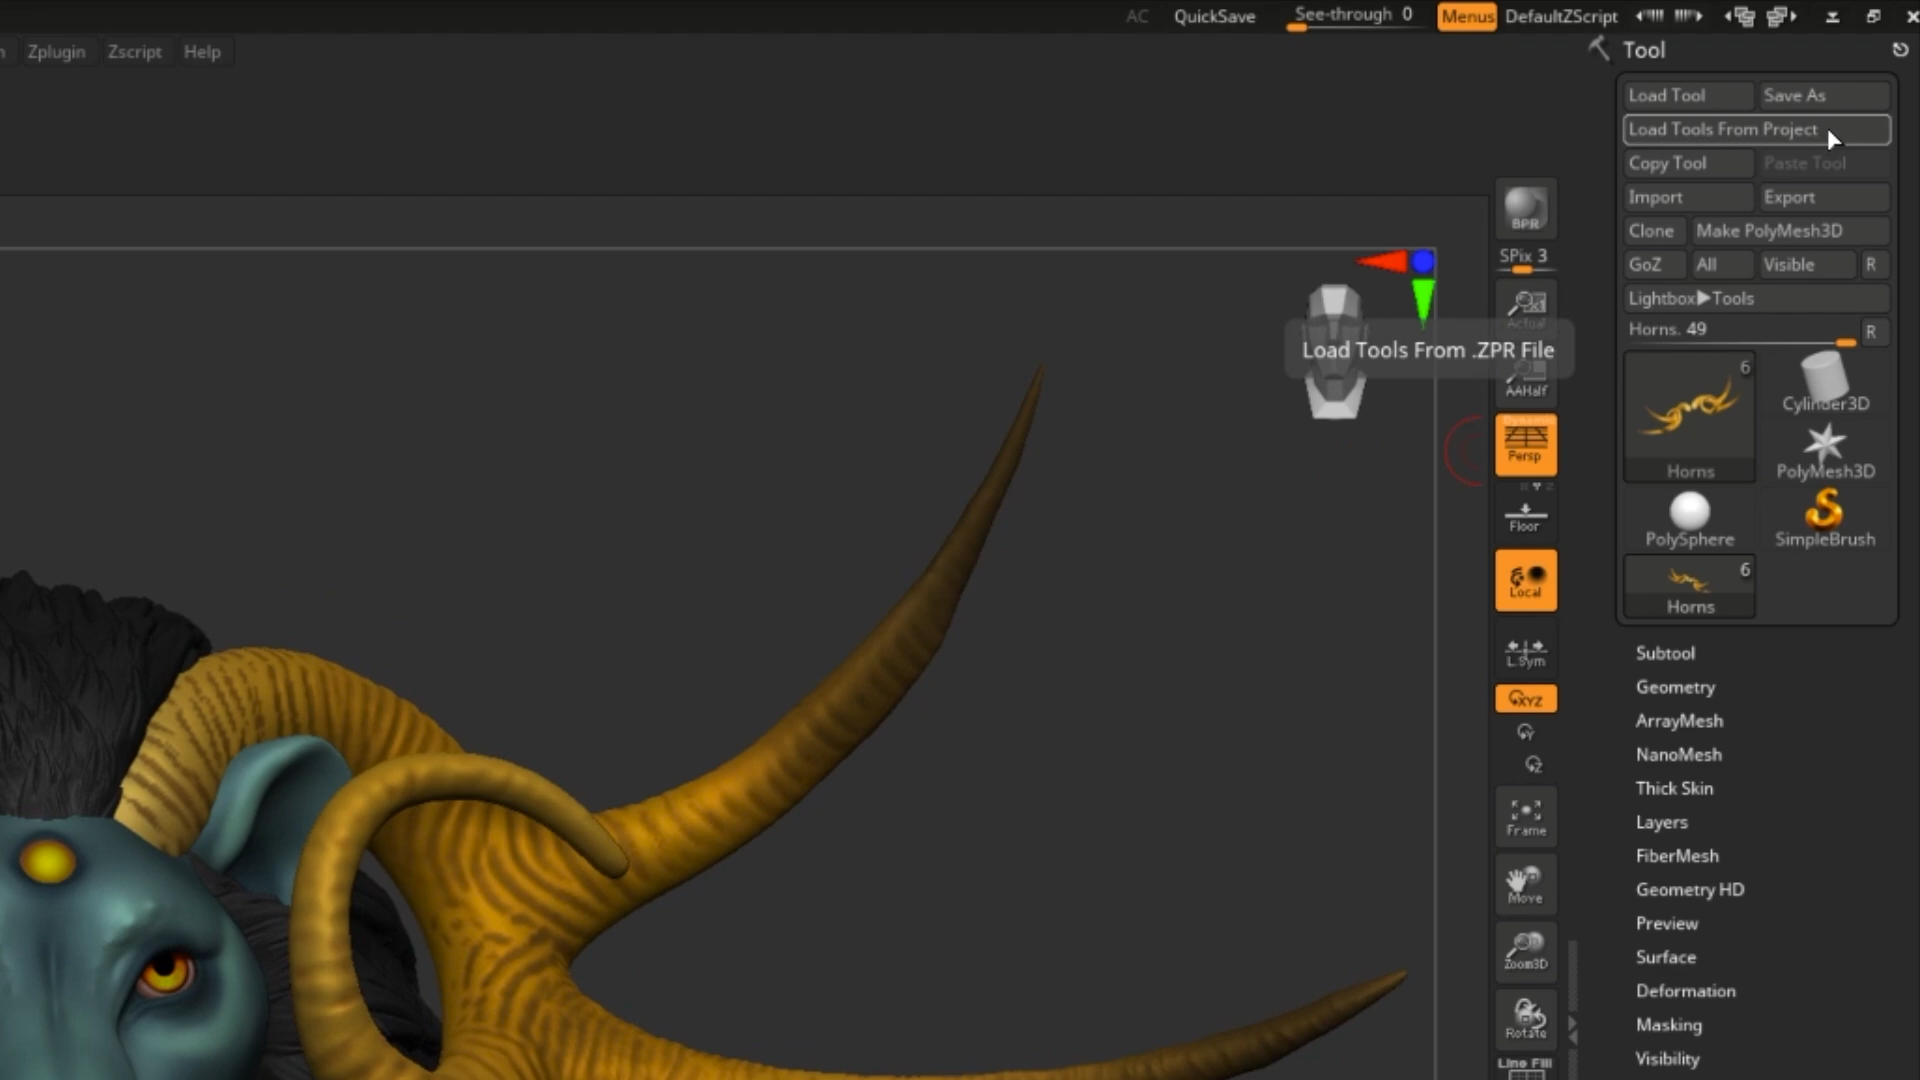 AC QuickSave See-through 0 Menus DefaultZScript
Zplugin Zscript Help
Tool
Load Tool Save As
Load Tools From Project
Copy Tool Paste Tool
Import Export
Clone Make PolyMesh3D
GoZ All Visible R
Lightbox▶Tools
Horns. 49 R
6
Horns
Cylinder3D
PolyMesh3D
PolySphere
SimpleBrush
6
Horns
Subtool
Geometry
ArrayMesh
NanoMesh
Thick Skin
Layers
FiberMesh
Geometry HD
Preview
Surface
Deformation
Masking
Visibility
BPR
SPix 3
Actual
Load Tools From .ZPR File
AAHalf
Dynamic
Persp
Floor
Local
L.Sym
XYZ
Y
Z
Frame
Move
Zoom3D
Rotate
Line Fill